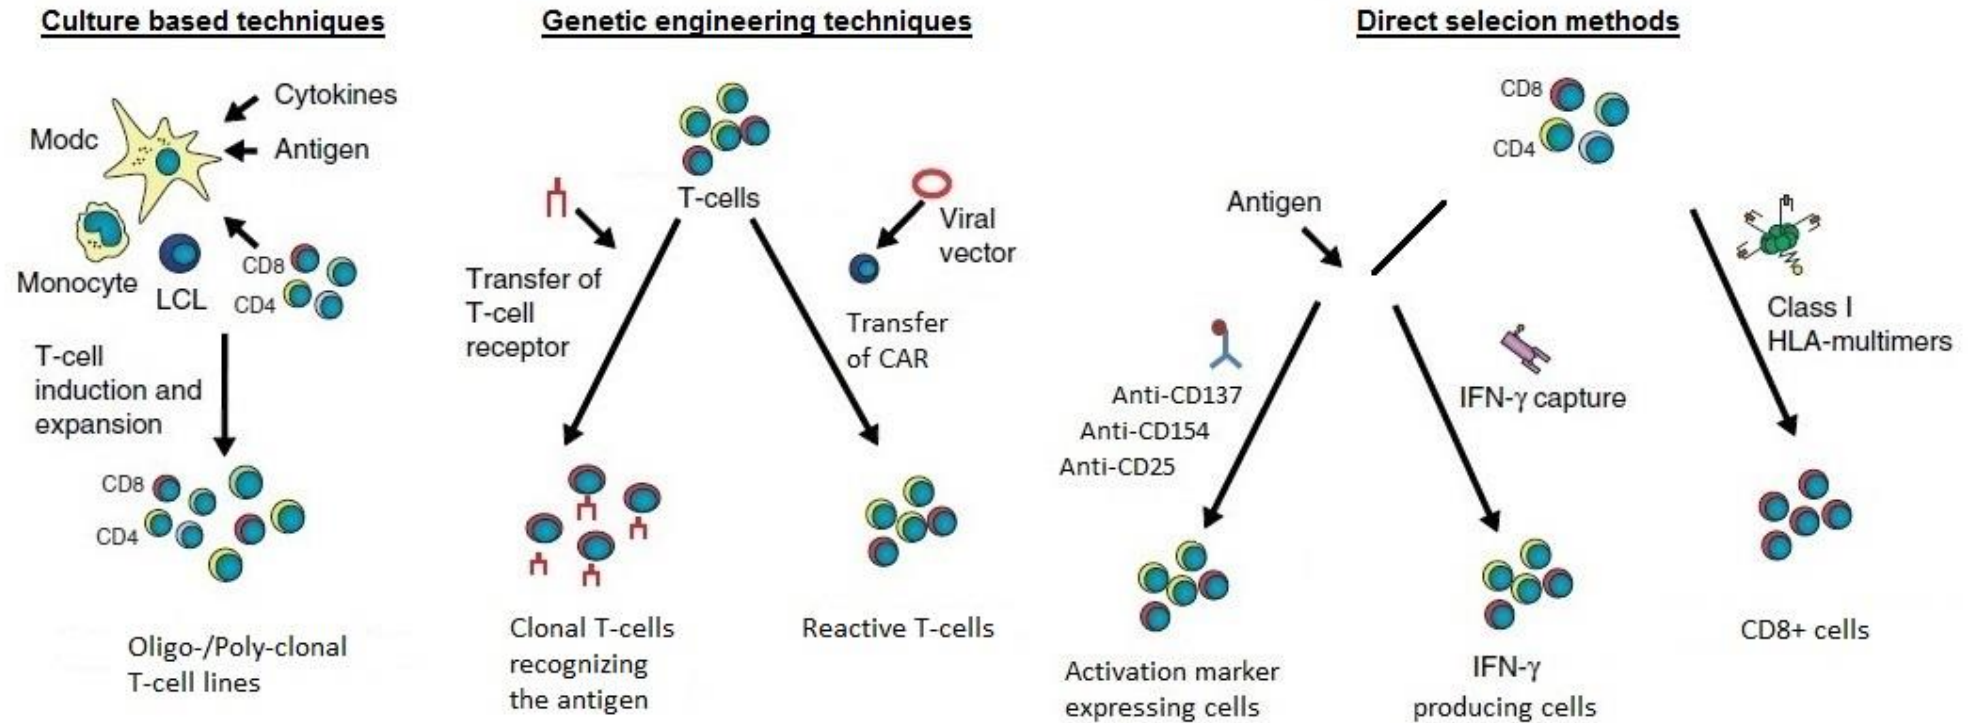 Culture based techniques
Cytokines
Modc
Antigen
CD8
Monocyte
LCL
CD4
T-cell
induction and
expansion
CD8
CD4
Oligo-/Poly-clonal
T-cell lines
Genetic engineering techniques
T-cells
Viral
vector
Transfer of
T-cell
receptor
Transfer
of CAR
Clonal T-cells
recognizing
the antigen
Reactive T-cells
Direct selecion methods
CD8
CD4
Antigen
Class I
HLA-multimers
Anti-CD137
Anti-CD154
Anti-CD25
IFN-γ capture
Activation marker
expressing cells
IFN-γ
producing cells
CD8+ cells